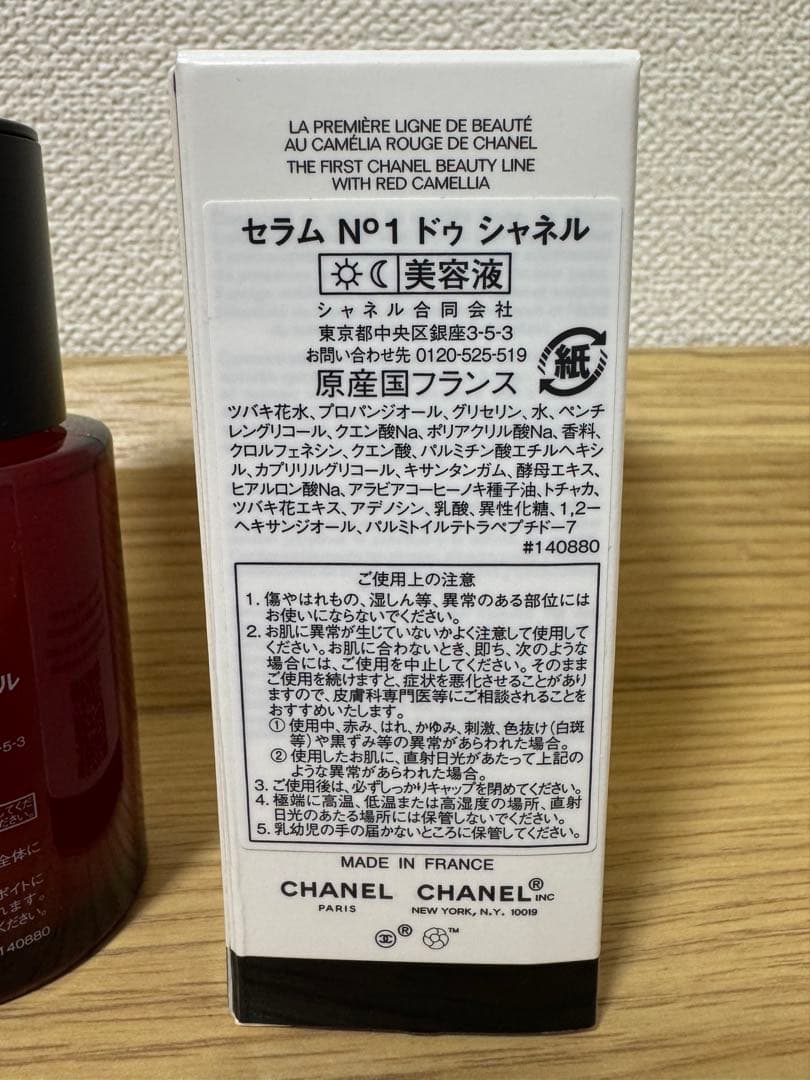 LA PREMIÈRE LIGNE DE BEAUTÉ
AU CAMÉLIA ROUGE DE CHANEL
THE FIRST CHANEL BEAUTY LINE
WITH RED CAMELLIA
セラム Nº1 ドゥ シャネル
美容液
シャネル合同会社
東京都中央区銀座3-5-3
お問い合わせ先 0120-525-519
原産国フランス
紙
ツバキ花水、プロパンジオール、グリセリン、水、ペンチ
レングリコール、クエン酸Na、ポリアクリル酸Na、香料、
クロルフェネシン、クエン酸、パルミチン酸エチルヘキシ
ル、カプリリルグリコール、キサンタンガム、酵母エキス、
ヒアルロン酸Na、アラビアコーヒーノキ種子油、トチャカ、
ツバキ花エキス、アデノシン、乳酸、異性化糖、1,2ー
ヘキサンジオール、パルミトイルテトラペプチドー7
#140880
ご使用上の注意
1. 傷やはれもの、湿しん等、異常のある部位には
お使いにならないでください。
2. お肌に異常が生じていないかよく注意して使用して
ください。お肌に合わないとき、即ち、次のような
場合には、ご使用を中止してください。そのまま
ご使用を続けますと、症状を悪化させることがあり
ますので、皮膚科専門医等にご相談されることを
おすすめいたします。
① 使用中、赤み、はれ、かゆみ、刺激、色抜け(白斑
等)や黒ずみ等の異常があらわれた場合。
② 使用したお肌に、直射日光があたって上記の
ような異常があらわれた場合。
3. ご使用後は、必ずしっかりキャップを閉めてください。
4. 極端に高温、低温または高湿度の場所、直射
日光のあたる場所には保管しないでください。
5. 乳幼児の手の届かないところに保管してください。
MADE IN FRANCE
CHANEL CHANEL® INC
PARIS NEW YORK, N.Y. 10019
® ™
ル
-5-3
ください。
全体に
ポイトに
れます。
ください。
140880